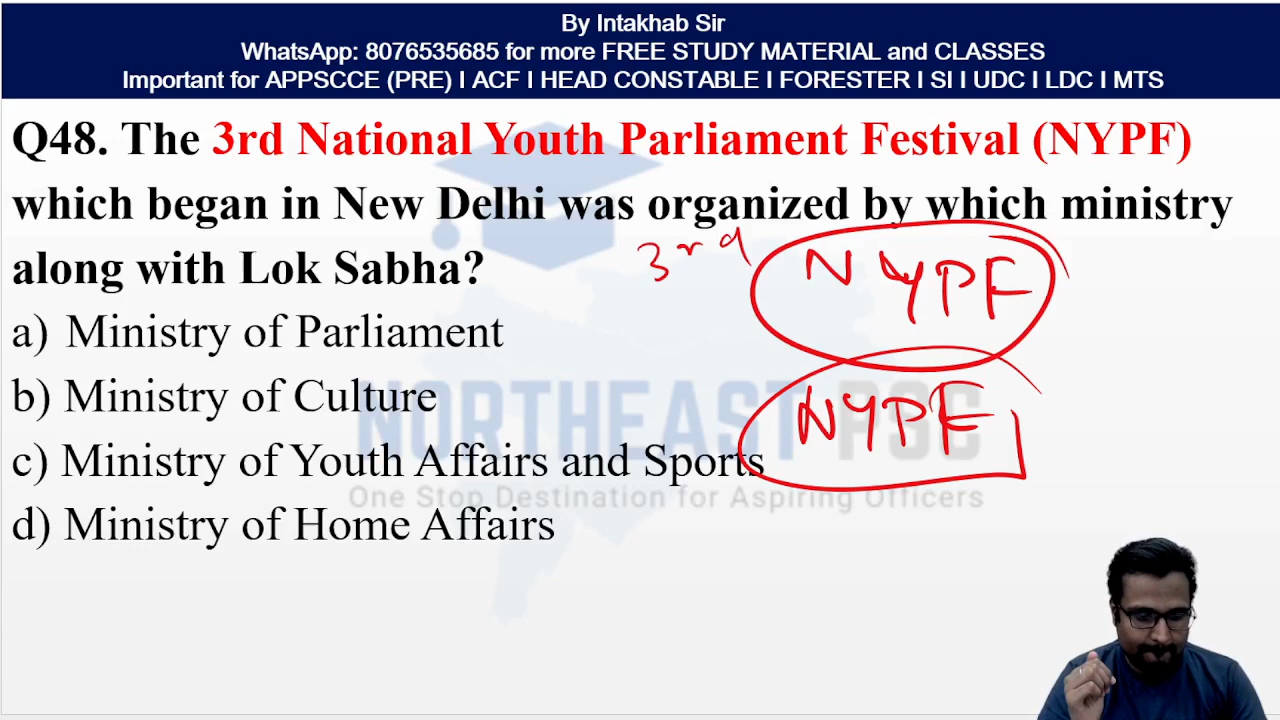 By Intakhab Sir
WhatsApp: 8076535685 for more FREE STUDY MATERIAL and CLASSES
Important for APPSCCE (PRE) I ACF I HEAD CONSTABLE I FORESTER I SI I UDC I LDC I MTS
Q48. The 3rd National Youth Parliament Festival (NYPF)
which began in New Delhi was organized by which ministry
along with Lok Sabha?
3rd NYPF
a) Ministry of Parliament
b) Ministry of Culture
NYPF
c) Ministry of Youth Affairs and Sports
d) Ministry of Home Affairs
NORTHEAST PSC
One Stop Destination for Aspiring Officers